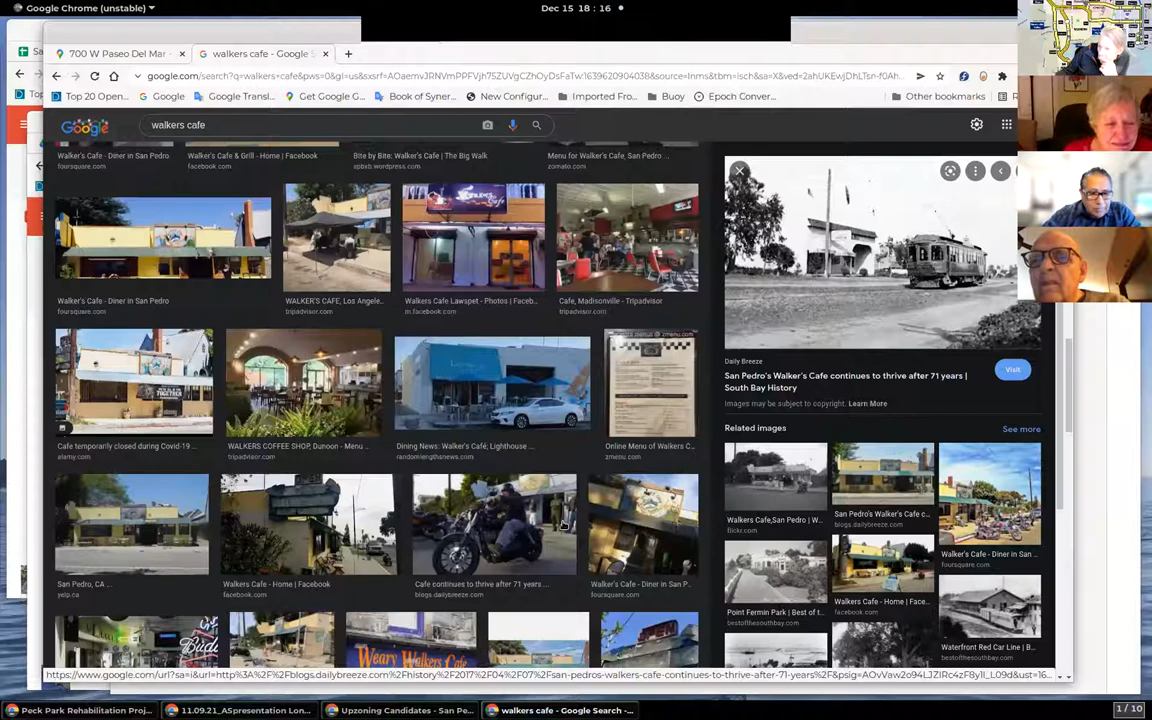 Google Chrome (unstable)
Dec 15 18 : 16
700 W Paseo Del Mar -
walkers cafe - Google S
Top 20 Open...
Google
Google Transl...
Get Google G...
Book of Syner...
New Configur...
Imported Fro...
Buoy
Epoch Conver...
Other bookmarks
Google
walkers cafe
Walker's Cafe - Diner in San Pedro
foursquare.com
Walker's Cafe & Grill - Home | Facebook
facebook.com
Bite by Bite: Walker's Cafe | The Big Walk
spbxb.wordpress.com
Menu for Walker's Cafe, San Pedro ...
zomato.com
Walker's Cafe - Diner in San Pedro
foursquare.com
WALKER'S CAFE, Los Angele...
tripadvisor.com
Walkers Cafe Lawspet - Photos | Faceb...
m.facebook.com
Cafe, Madisonville - Tripadvisor
tripadvisor.com
Cafe temporarily closed during Covid-19 ...
alamy.com
WALKERS COFFEE SHOP, Dunoon - Menu ...
tripadvisor.com
Dining News: Walker's Café; Lighthouse ...
randomlengthsnews.com
Online Menu of Walkers C...
zmenu.com
San Pedro, CA ...
yelp.ca
Walkers Cafe - Home | Facebook
facebook.com
Cafe continues to thrive after 71 years ...
blogs.dailybreeze.com
Walker's Cafe - Diner in San P...
foursquare.com
Weary Walkers Cafe
Daily Breeze
San Pedro's Walker's Cafe continues to thrive after 71 years |
South Bay History
Visit
Images may be subject to copyright. Learn More
Related images
See more
Walkers Cafe,San Pedro | W...
flickr.com
San Pedro's Walker's Cafe c...
blogs.dailybreeze.com
Walker's Cafe - Diner in San ...
foursquare.com
Point Fermin Park | Best of t...
bestofthesouthbay.com
Walkers Cafe - Home | Face...
facebook.com
Waterfront Red Car Line | B...
bestofthesouthbay.com
Peck Park Rehabilitation Proj...
11.09.21_ASpresentation Lon...
Upzoning Candidates - San Pe...
walkers cafe - Google Search -...
1 / 10